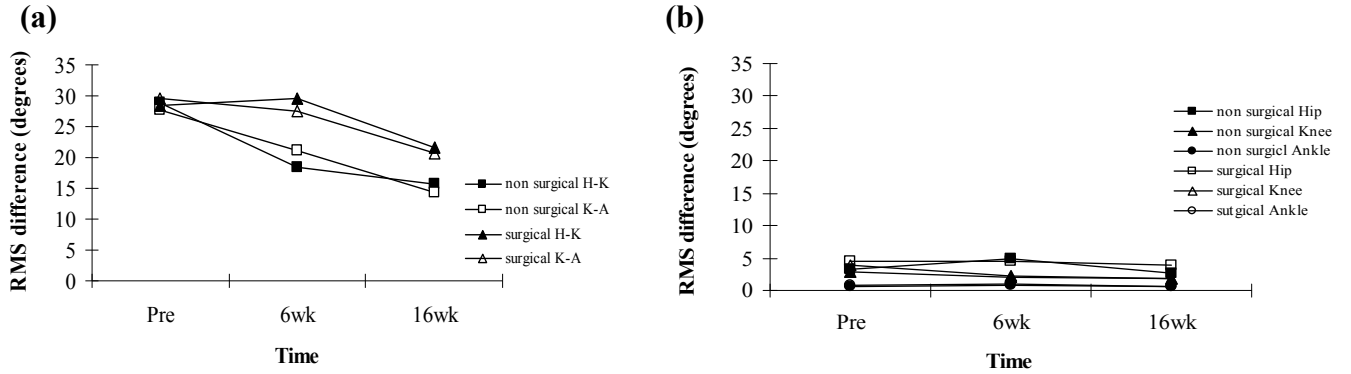 (a)
RMS difference (degrees)
35
30
25
20
15
10
5
0
Pre 6wk 16wk
Time
non surgical H-K
non surgical K-A
surgical H-K
surgical K-A
(b)
RMS difference (degrees)
35
30
25
20
15
10
5
0
Pre 6wk 16wk
Time
non surgical Hip
non surgical Knee
non surgicl Ankle
surgical Hip
surgical Knee
sutgical Ankle